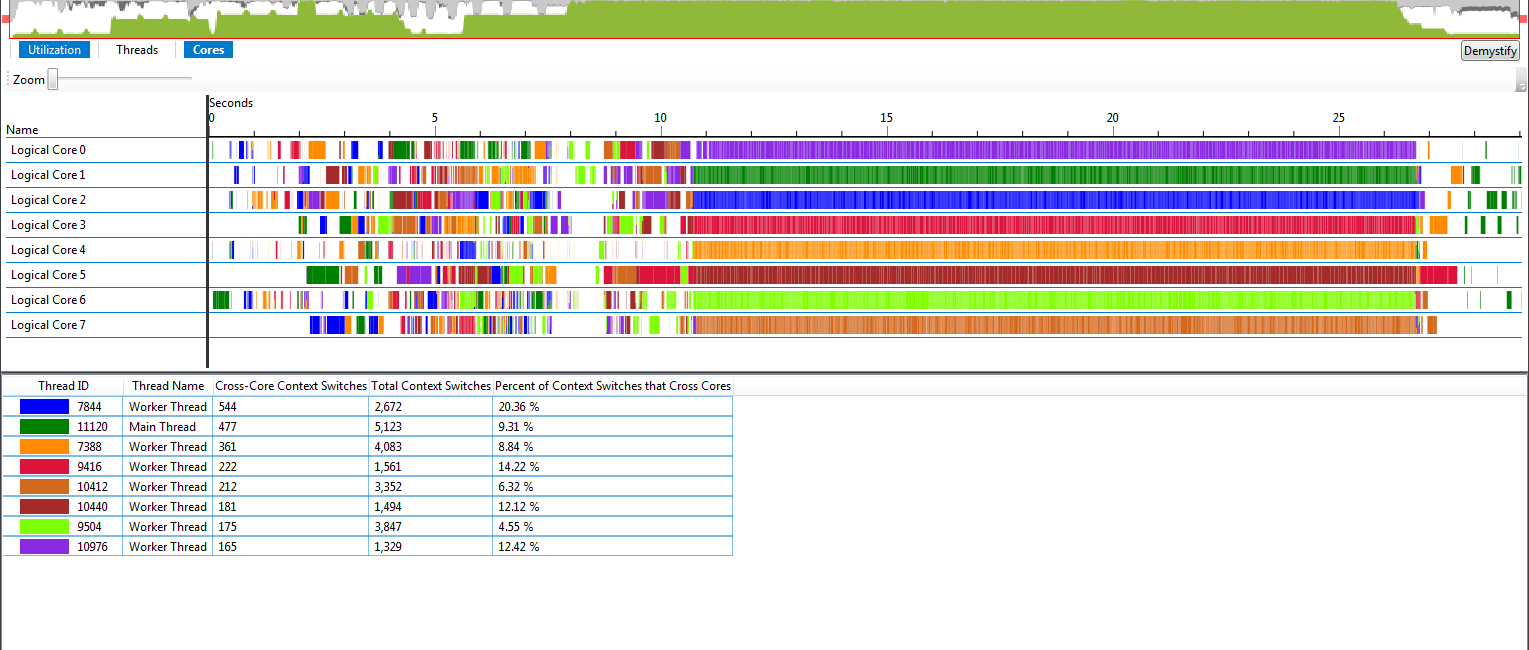 Utilization Threads Cores Demystify
Zoom
Seconds
0 5 10 15 20 25
Name
Logical Core 0
Logical Core 1
Logical Core 2
Logical Core 3
Logical Core 4
Logical Core 5
Logical Core 6
Logical Core 7
Thread ID Thread Name Cross-Core Context Switches Total Context Switches Percent of Context Switches that Cross Cores
7844 Worker Thread 544 2,672 20.36 %
11120 Main Thread 477 5,123 9.31 %
7388 Worker Thread 361 4,083 8.84 %
9416 Worker Thread 222 1,561 14.22 %
10412 Worker Thread 212 3,352 6.32 %
10440 Worker Thread 181 1,494 12.12 %
9504 Worker Thread 175 3,847 4.55 %
10976 Worker Thread 165 1,329 12.42 %